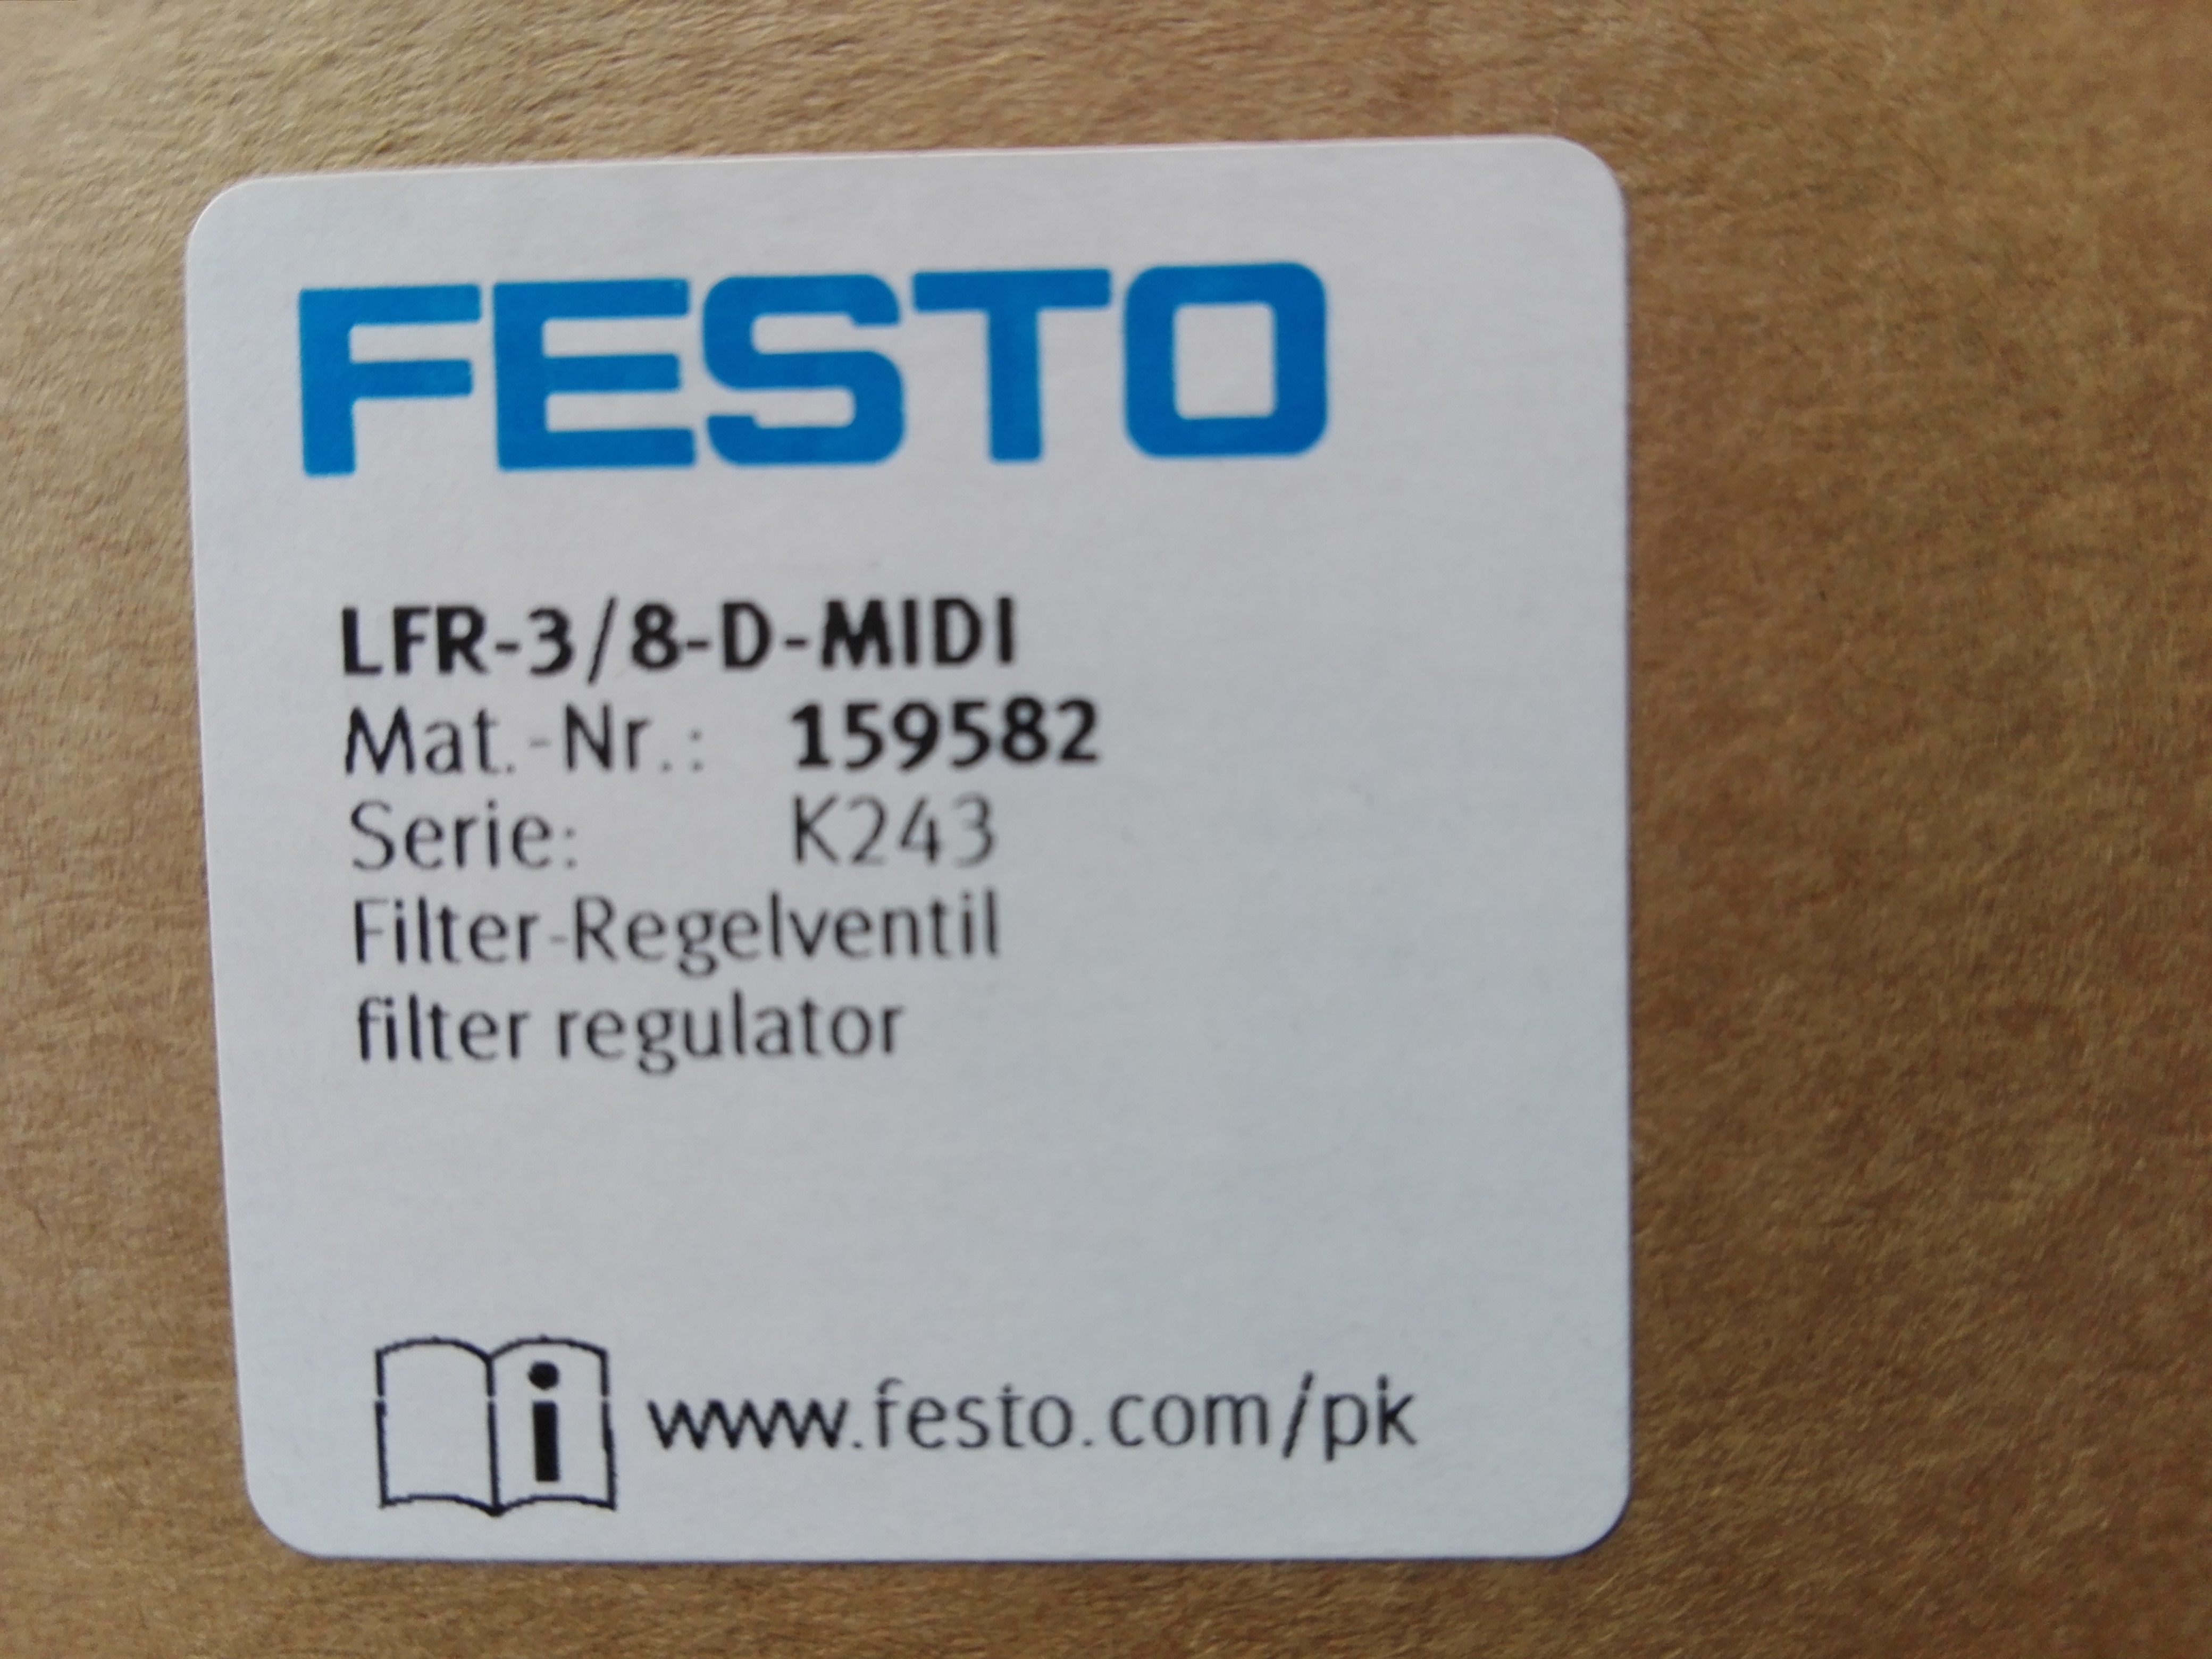 FESTO
LFR-3/8-D-MIDI
Mat.-Nr.: 159582
Serie: K243
Filter-Regelventil
filter regulator
i www.festo.com/pk